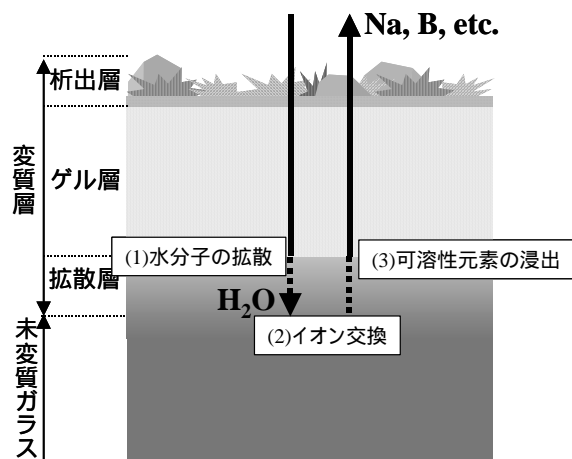 Na, B, etc.
析出層
変質層
ゲル層
(1)水分子の拡散
(3)可溶性元素の浸出
拡散層
H₂O
(2)イオン交換
未変質ガラス